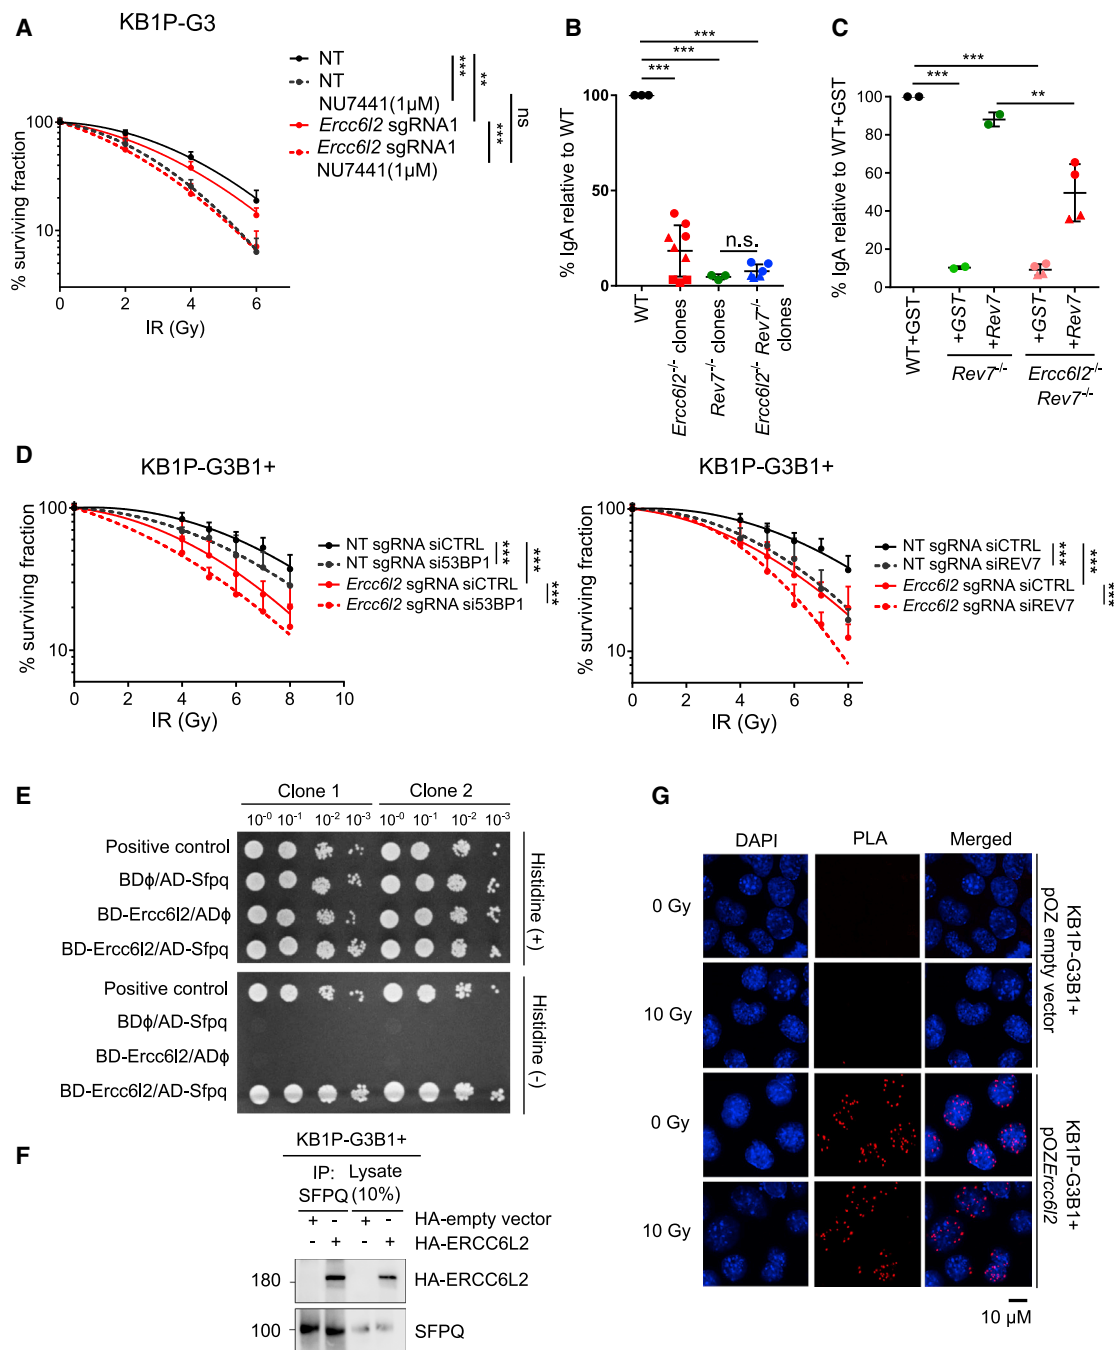 A
KB1P-G3
% surviving fraction
100
10
0
2
4
6
IR (Gy)
NT
NT
NU7441(1µM)
Ercc6l2 sgRNA1
Ercc6l2 sgRNA1
NU7441(1µM)
***
**
***
ns
B
% IgA relative to WT
100
50
0
***
***
***
n.s.
WT
Ercc6l2-/- clones
Rev7-/- clones
Ercc6l2-/- Rev7-/-
clones
C
% IgA relative to WT+GST
100
80
60
40
20
0
***
***
**
WT+GST
+GST
+Rev7
+GST
+Rev7
Rev7-/-
Ercc6l2-/-
Rev7-/-
D
KB1P-G3B1+
% surviving fraction
100
10
0
2
4
6
8
10
IR (Gy)
NT sgRNA siCTRL
NT sgRNA si53BP1
Ercc6l2 sgRNA siCTRL
Ercc6l2 sgRNA si53BP1
***
***
***
KB1P-G3B1+
% surviving fraction
100
10
0
2
4
6
8
IR (Gy)
NT sgRNA siCTRL
NT sgRNA siREV7
Ercc6l2 sgRNA siCTRL
Ercc6l2 sgRNA siREV7
***
***
***
E
Clone 1
Clone 2
10-0 10-1 10-2 10-3 10-0 10-1 10-2 10-3
Positive control
BDϕ/AD-Sfpq
BD-Ercc6l2/ADϕ
BD-Ercc6l2/AD-Sfpq
Histidine (+)
Positive control
BDϕ/AD-Sfpq
BD-Ercc6l2/ADϕ
BD-Ercc6l2/AD-Sfpq
Histidine (-)
F
KB1P-G3B1+
IP: Lysate
SFPQ (10%)
+ - + - HA-empty vector
- + - + HA-ERCC6L2
180
HA-ERCC6L2
100
SFPQ
G
DAPI
PLA
Merged
0 Gy
10 Gy
KB1P-G3B1+
pOZ empty vector
0 Gy
10 Gy
KB1P-G3B1+
pOZErcc6l2
10 µM